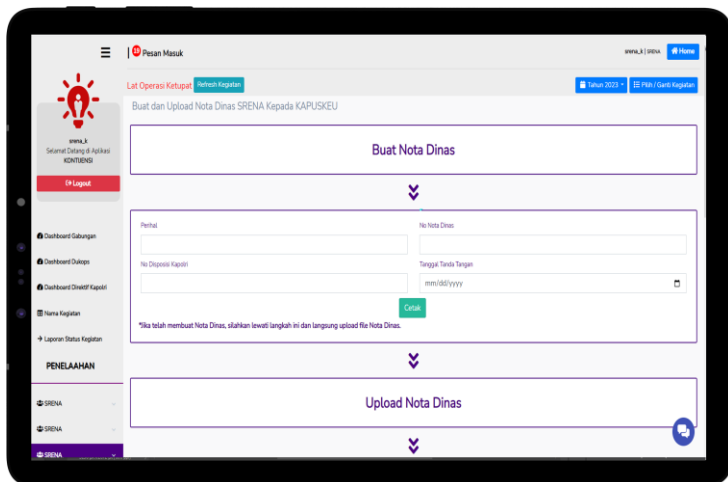 19 Pesan Masuk
srena_k | SRENA
Home
Lat Operasi Ketupat
Refresh Kegiatan
Tahun 2023
Pilih / Ganti Kegiatan
srena_k
Selamat Datang di Aplikasi
KONTIJENSI
Logout
Dashboard Gabungan
Dashboard Dukops
Dashboard Direktif Kapolri
Nama Kegiatan
Laporan Status Kegiatan
PENELAAHAN
SRENA
SRENA
SRENA
Buat dan Upload Nota Dinas SRENA Kepada KAPUSKEU
Buat Nota Dinas
Perihal
No Nota Dinas
No Disposisi Kapolri
Tanggal Tanda Tangan
mm/dd/yyyy
Cetak
*Jika telah membuat Nota Dinas, silahkan lewati langkah ini dan langsung upload file Nota Dinas.
Upload Nota Dinas